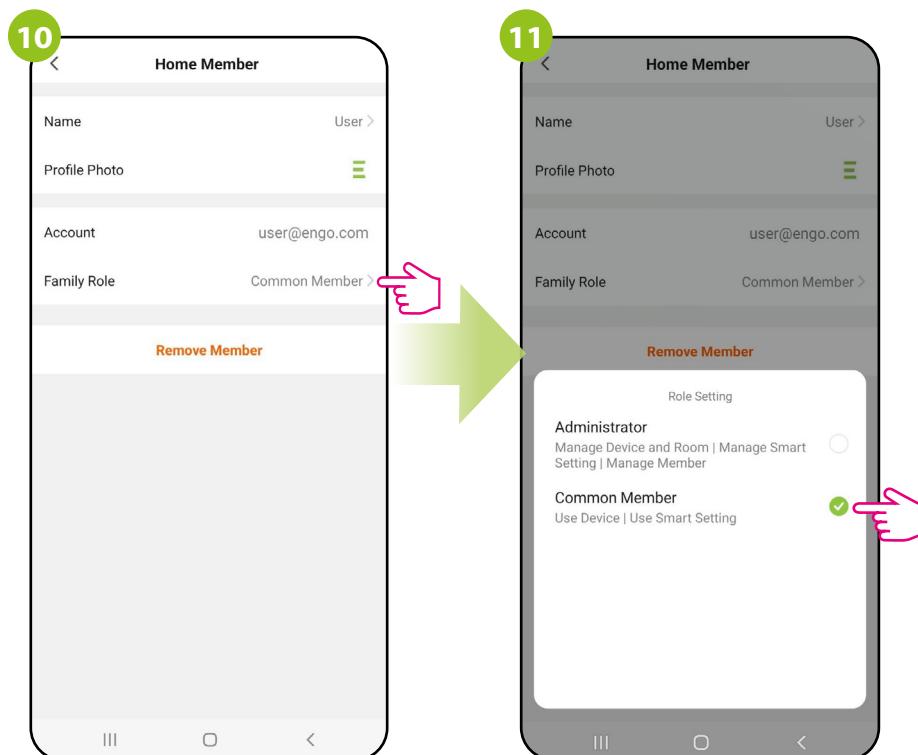 10
Home Member
Name User
Profile Photo
Account user@engo.com
Family Role Common Member
Remove Member
11
Home Member
Name User
Profile Photo
Account user@engo.com
Family Role Common Member
Remove Member
Role Setting
Administrator
Manage Device and Room | Manage Smart
Setting | Manage Member
Common Member
Use Device | Use Smart Setting